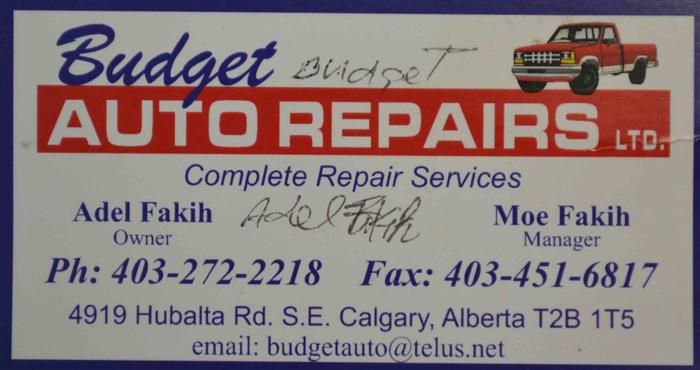 Budget BUdgeT
AUTO REPAIRS LTD.
Complete Repair Services
Adel Fakih Adel Fakih Moe Fakih
Owner Manager
Ph: 403-272-2218 Fax: 403-451-6817
4919 Hubalta Rd. S.E. Calgary, Alberta T2B 1T5
email: budgetauto@telus.net